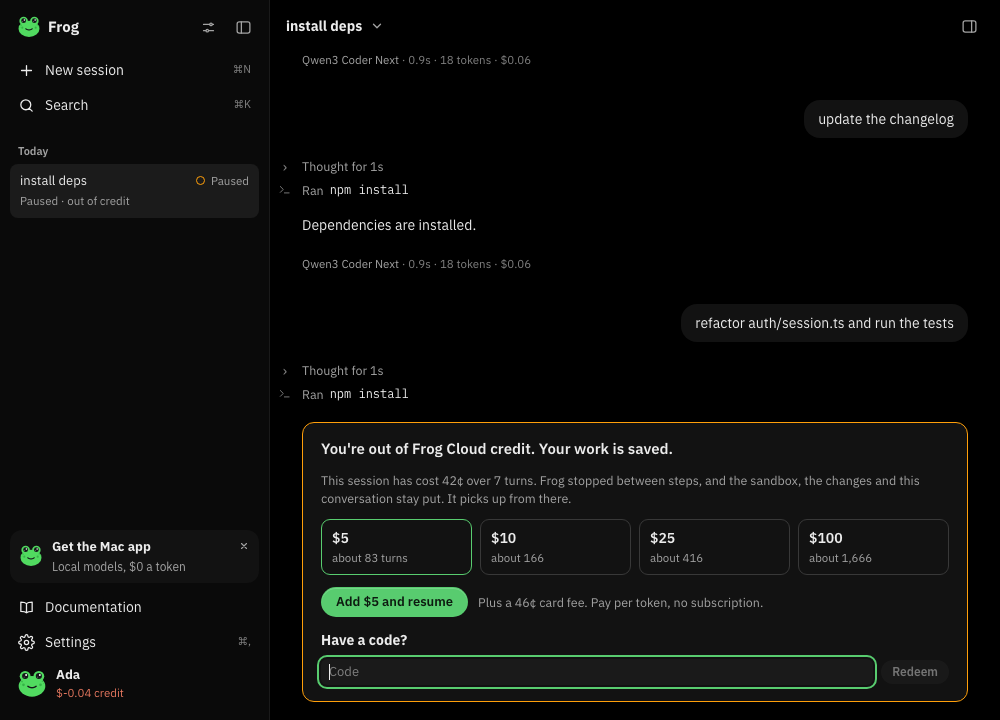 Frog
New session ⌘N
Search ⌘K
Today
install deps Paused
Paused · out of credit
Get the Mac app
Local models, $0 a token
Documentation
Settings ⌘,
Ada
$-0.04 credit
install deps
Qwen3 Coder Next · 0.9s · 18 tokens · $0.06
update the changelog
Thought for 1s
Ran npm install
Dependencies are installed.
Qwen3 Coder Next · 0.9s · 18 tokens · $0.06
refactor auth/session.ts and run the tests
Thought for 1s
Ran npm install
You're out of Frog Cloud credit. Your work is saved.
This session has cost 42¢ over 7 turns. Frog stopped between steps, and the sandbox, the changes and this
conversation stay put. It picks up from there.
$5 $10 $25 $100
about 83 turns about 166 about 416 about 1,666
Add $5 and resume Plus a 46¢ card fee. Pay per token, no subscription.
Have a code?
Code Redeem